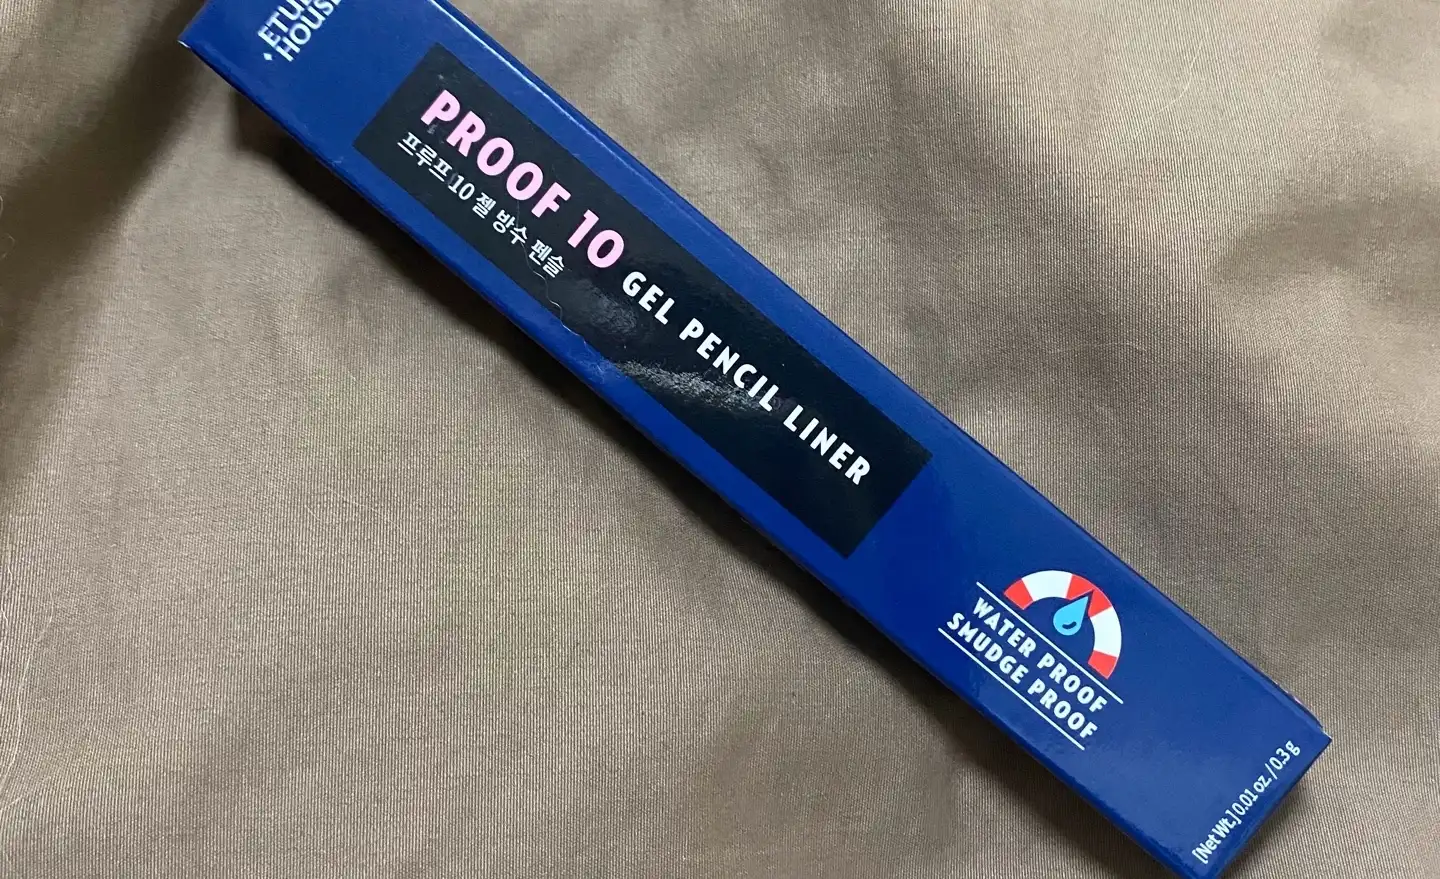 HOUSE
PROOF 10 GEL PENCIL LINER
프루프 10 젤 방수 펜슬
WATER PROOF
SMUDGE PROOF
[Net Wt.] 0.01 oz. / 0.3 g